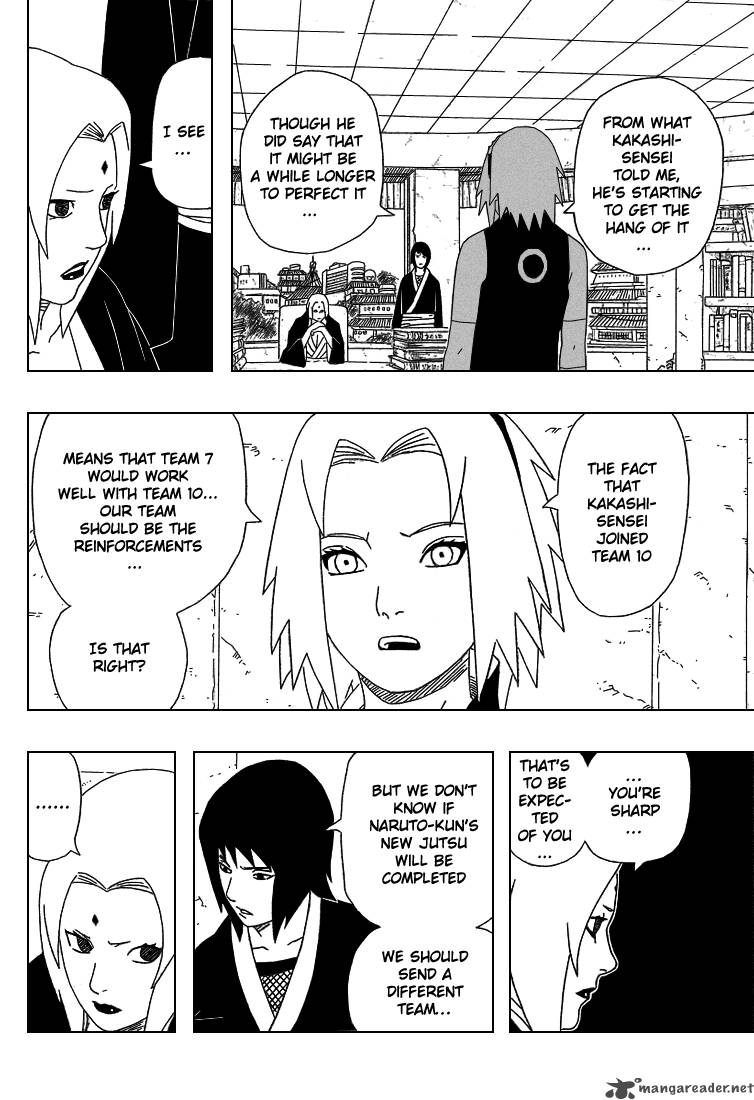 FROM WHAT
KAKASHI-
SENSEI
TOLD ME,
HE'S STARTING
TO GET THE
HANG OF IT
...
THOUGH HE
DID SAY THAT
IT MIGHT BE
A WHILE LONGER
TO PERFECT IT
...
I SEE
...
THE FACT
THAT
KAKASHI-
SENSEI
JOINED
TEAM 10
MEANS THAT TEAM 7
WOULD WORK
WELL WITH TEAM 10...
OUR TEAM
SHOULD BE THE
REINFORCEMENTS
...
IS THAT
RIGHT?
...
YOU'RE
SHARP
...
THAT'S
TO BE
EXPEC-
TED
OF YOU
...
BUT WE DON'T
KNOW IF
NARUTO-KUN'S
NEW JUTSU
WILL BE
COMPLETED
WE SHOULD
SEND A
DIFFERENT
TEAM...
......
mangareader.net